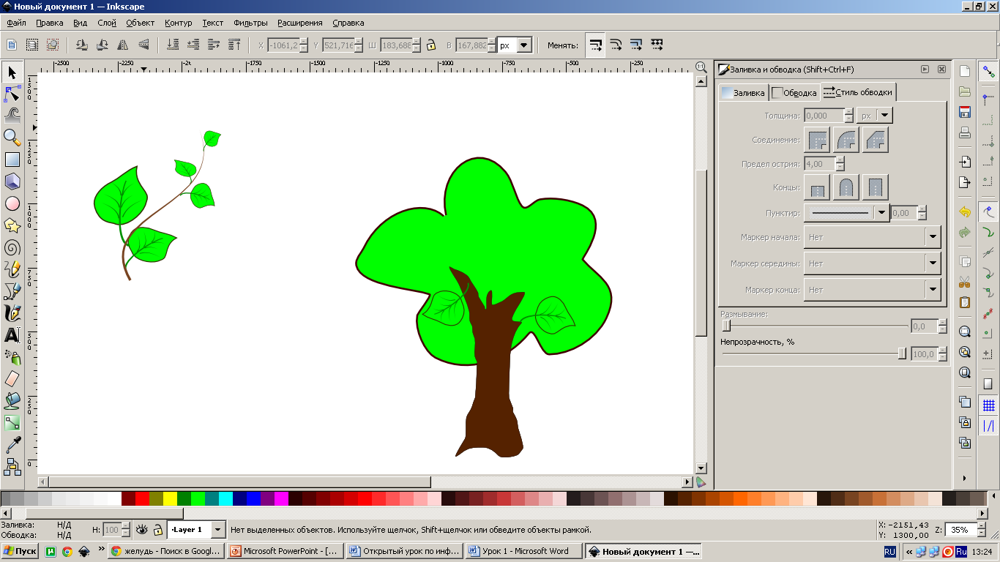 Новый документ 1 — Inkscape
Файл Правка Вид Слой Объект Контур Текст Фильтры Расширения Справка
X -1061,2 Y 521,716 Ш 183,686 В 167,882 px Менять:
-2500 -2250 -2k -1750 -1500 -1250 -1000 -750 -500 -250
Заливка и обводка (Shift+Ctrl+F)
Заливка Обводка Стиль обводки
Толщина: 0,000 px
Соединение:
Предел острия: 4,00
Концы:
Пунктир: 0,00
Маркер начала: Нет
Маркер середины: Нет
Маркер конца: Нет
Размывание:
0,0
Непрозрачность, %
100,0
Заливка: Н/Д
Обводка: Н/Д
Н: 100
·Layer 1
Нет выделенных объектов. Используйте щелчок, Shift+щелчок или обведите объекты рамкой.
X: -2151,43
Y: 1300,00
Z: 35%
Пуск
желудь - Поиск в Googl...
Microsoft PowerPoint - [...
Открытый урок по инф...
Урок 1 - Microsoft Word
Новый документ 1 —...
RU
Ru
13:24